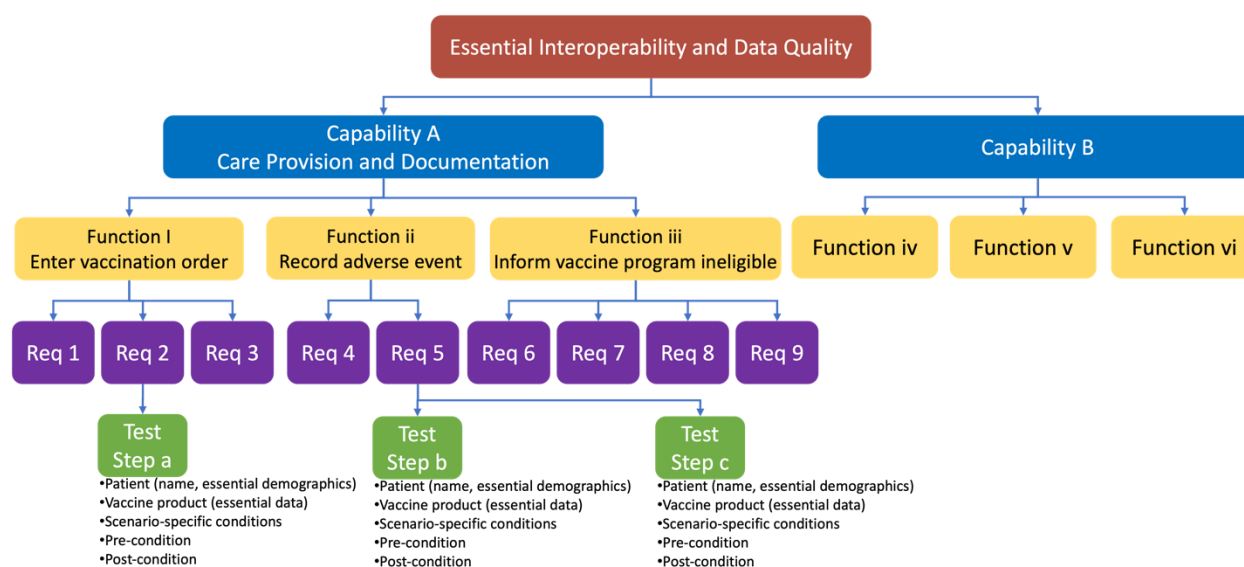 Essential Interoperability and Data Quality
Capability A
Care Provision and Documentation
Capability B
Function I
Enter vaccination order
Function ii
Record adverse event
Function iii
Inform vaccine program ineligible
Function iv
Function v
Function vi
Req 1
Req 2
Req 3
Req 4
Req 5
Req 6
Req 7
Req 8
Req 9
Test
Step a
•Patient (name, essential demographics)
•Vaccine product (essential data)
•Scenario-specific conditions
•Pre-condition
•Post-condition
Test
Step b
•Patient (name, essential demographics)
•Vaccine product (essential data)
•Scenario-specific conditions
•Pre-condition
•Post-condition
Test
Step c
•Patient (name, essential demographics)
•Vaccine product (essential data)
•Scenario-specific conditions
•Pre-condition
•Post-condition